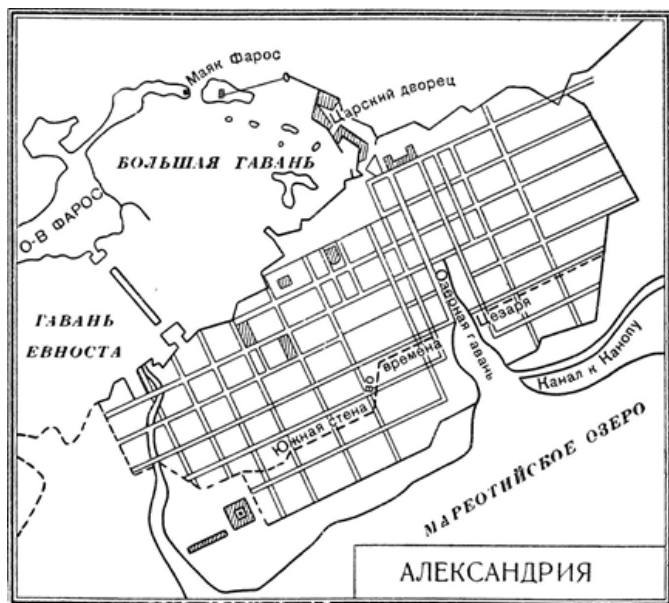 Маяк Фарос
Царский дворец
БОЛЬШАЯ ГАВАНЬ
О-В ФАРОС
ГАВАНЬ
ЕВНОСТА
Озерная гавань
Южная стена во времена Цезаря
Канал к Канопу
МАРЕОТИЙСКОЕ ОЗЕРО
АЛЕКСАНДРИЯ